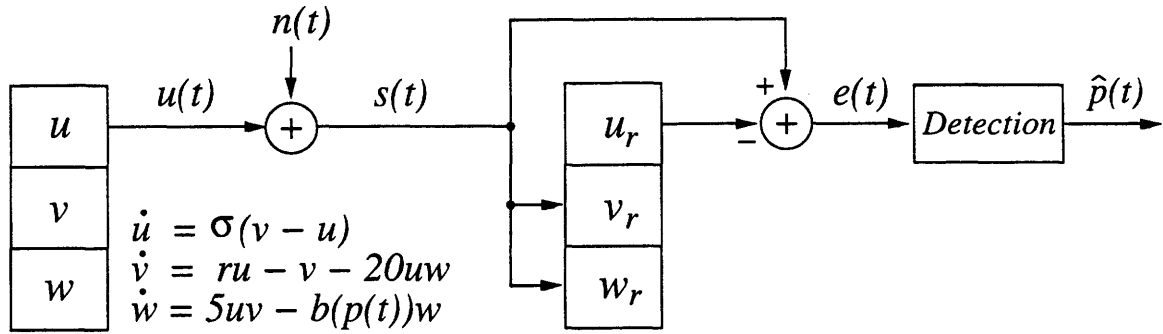 n(t)
u(t)
s(t)
u
+
v
w
u̇ = σ(v – u)
v̇ = ru – v – 20uw
ẇ = 5uv – b(p(t))w
u_r
v_r
w_r
+
–
+
e(t)
Detection
p̂(t)